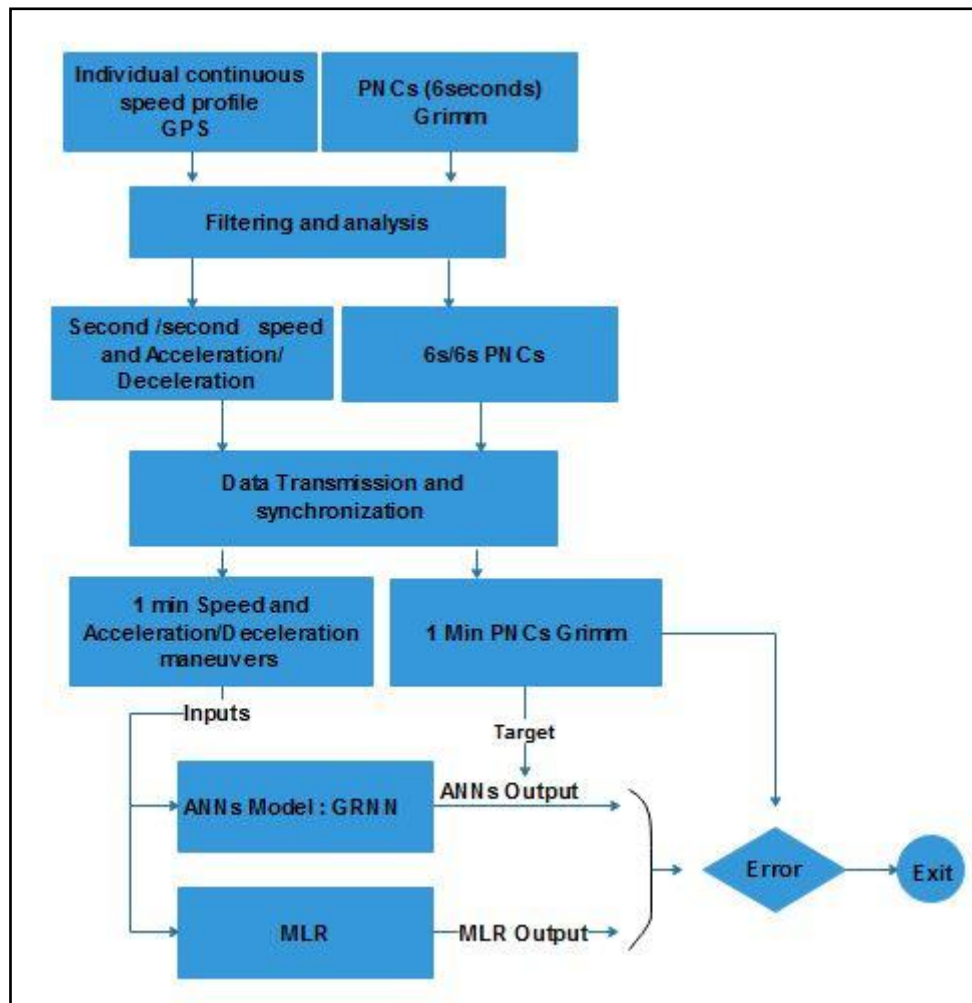 Individual continuous
speed profile
GPS
PNCs (6seconds)
Grimm
Filtering and analysis
Second /second speed
and Acceleration/
Deceleration
6s/6s PNCs
Data Transmission and
synchronization
1 min Speed and
Acceleration/Deceleration
maneuvers
1 Min PNCs Grimm
Inputs
Target
ANNs Model : GRNN
ANNs Output
Error
Exit
MLR
MLR Output